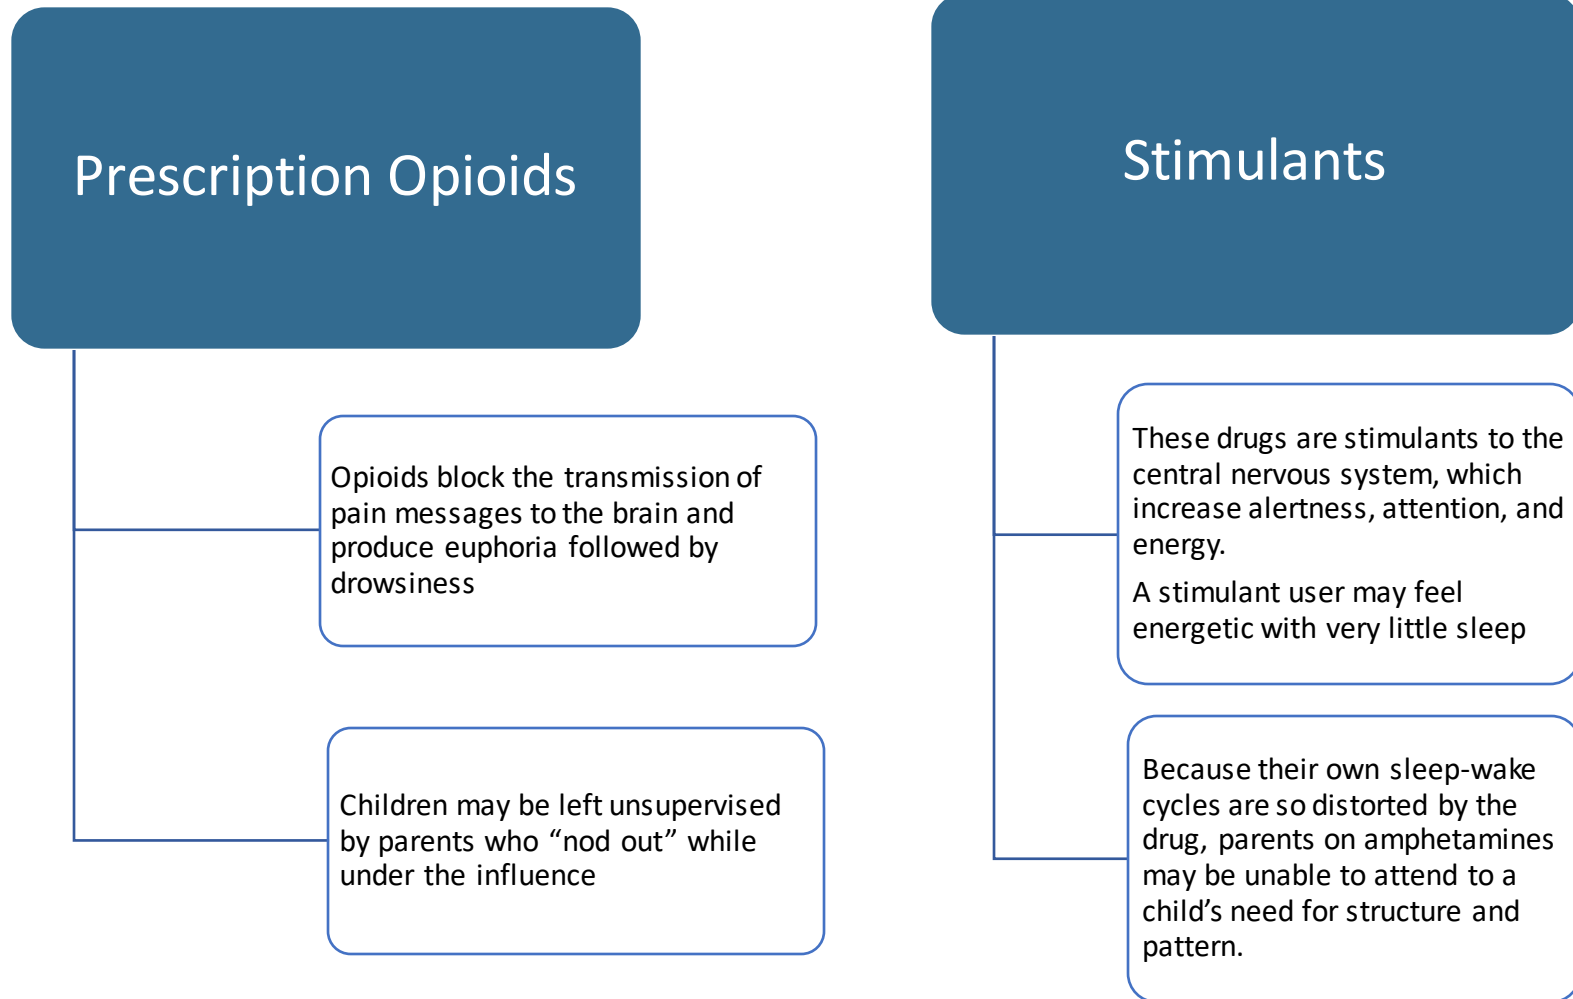 Prescription Opioids
Opioids block the transmission of
pain messages to the brain and
produce euphoria followed by
drowsiness
Children may be left unsupervised
by parents who “nod out” while
under the influence
Stimulants
These drugs are stimulants to the
central nervous system, which
increase alertness, attention, and
energy.
A stimulant user may feel
energetic with very little sleep
Because their own sleep-wake
cycles are so distorted by the
drug, parents on amphetamines
may be unable to attend to a
child’s need for structure and
pattern.